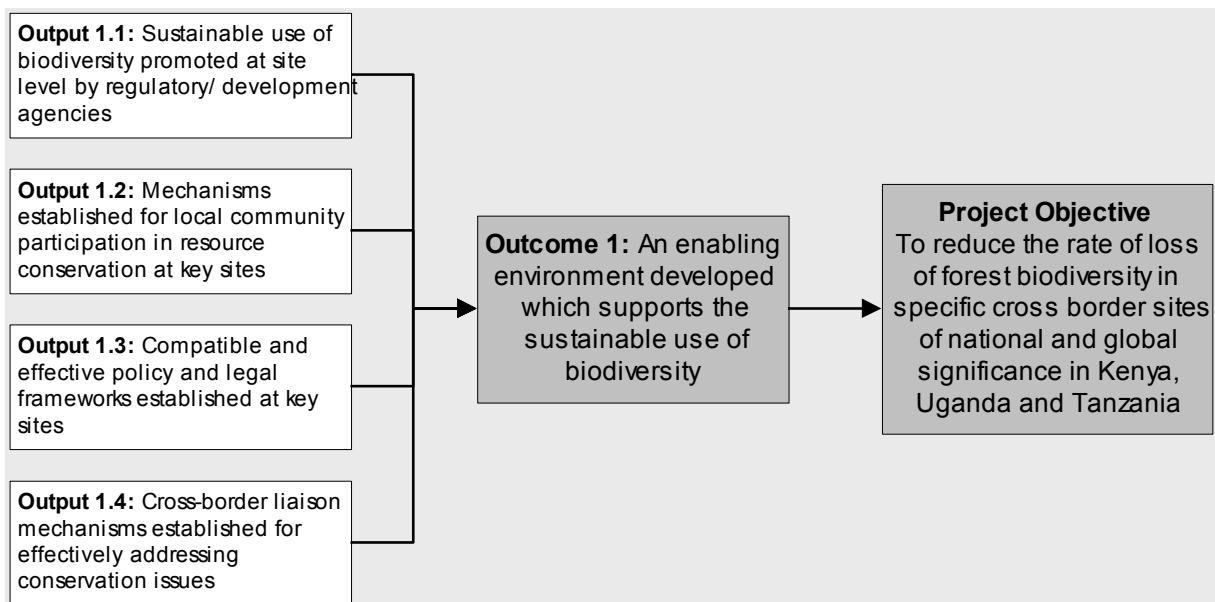 Output 1.1: Sustainable use of
biodiversity promoted at site
level by regulatory/ development
agencies
Output 1.2: Mechanisms
established for local community
participation in resource
conservation at key sites
Output 1.3: Compatible and
effective policy and legal
frameworks established at key
sites
Output 1.4: Cross-border liaison
mechanisms established for
effectively addressing
conservation issues
Outcome 1: An enabling
environment developed
which supports the
sustainable use of
biodiversity
Project Objective
To reduce the rate of loss
of forest biodiversity in
specific cross border sites
of national and global
significance in Kenya,
Uganda and Tanzania